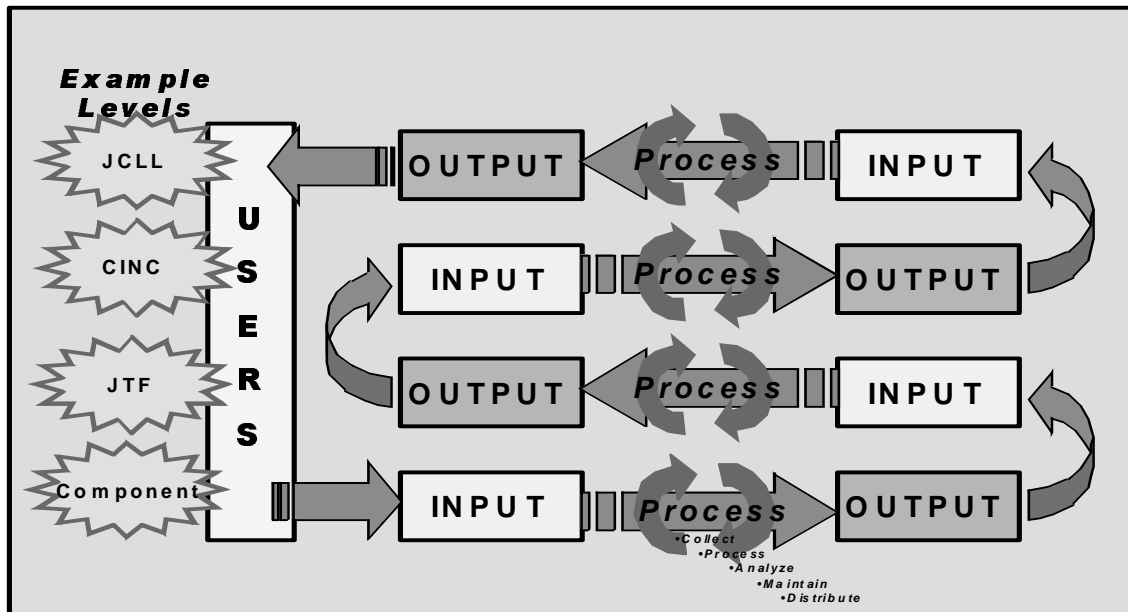 Example
Levels
JCLL
CINC
JTF
Component
USERS
OUTPUT
Process
INPUT
INPUT
Process
OUTPUT
OUTPUT
Process
INPUT
INPUT
Process
OUTPUT
•Collect
•Process
•Analyze
•Maintain
•Distribute